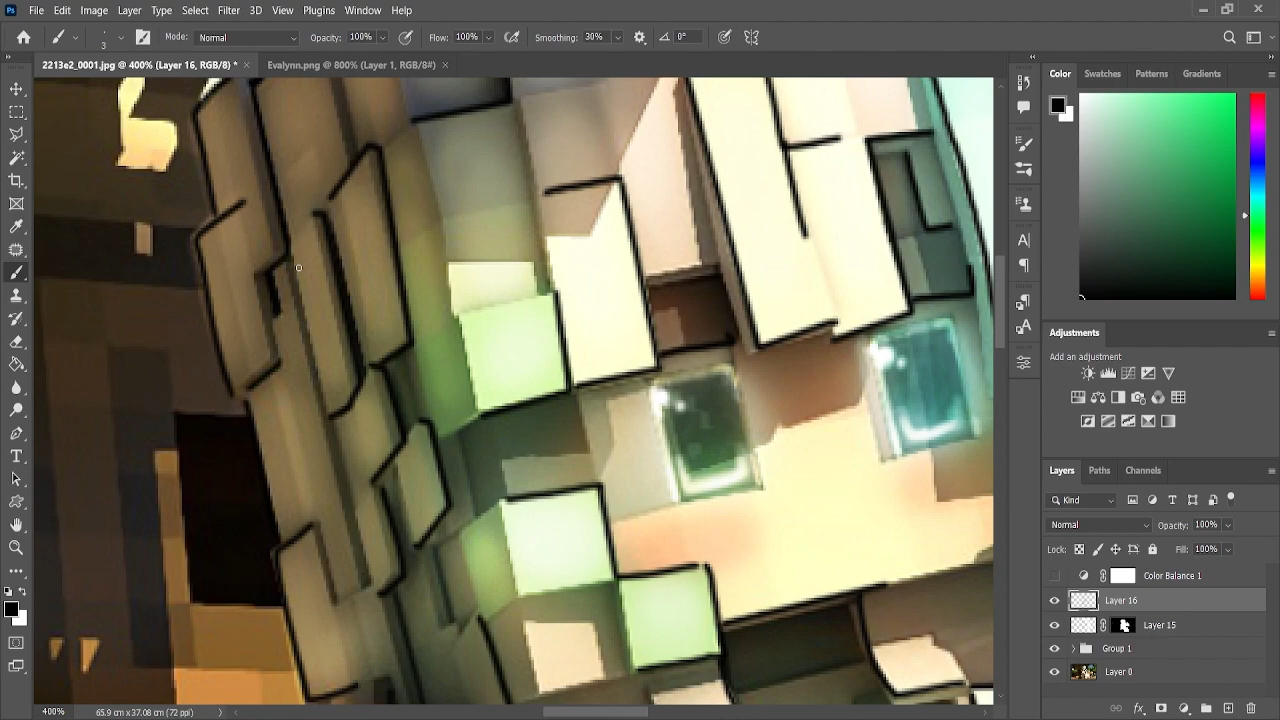 Ps File Edit Image Layer Type Select Filter 3D View Plugins Window Help
3 Mode: Normal Opacity: 100% Flow: 100% Smoothing: 30% 0°
2213e2_0001.jpg @ 400% (Layer 16, RGB/8) * × Evalynn.png @ 800% (Layer 1, RGB/8#) ×
Color Swatches Patterns Gradients
Adjustments
Add an adjustment
Layers Paths Channels
Kind
Normal Opacity: 100%
Lock: Fill: 100%
Color Balance 1
Layer 16
Layer 15
Group 1
Layer 0
400% 65.9 cm x 37.08 cm (72 ppi)